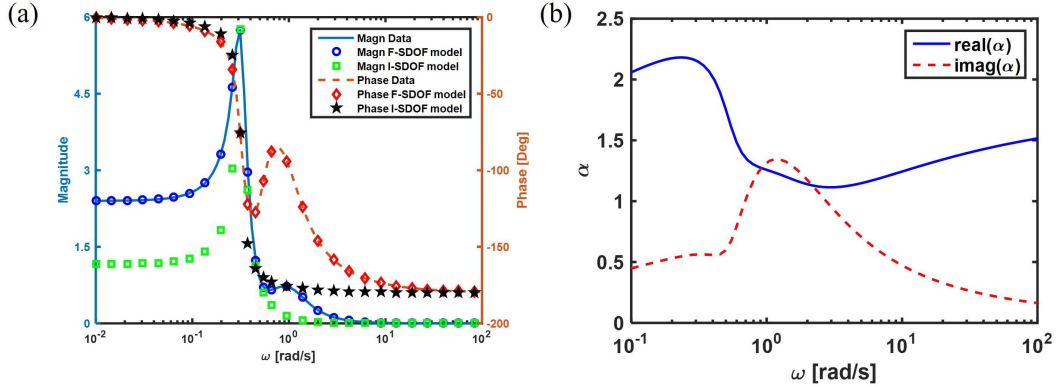 (a)
6
4.5
3
1.5
0
Magnitude
0
-50
-100
-150
-200
Phase [Deg]
Magn Data
Magn F-SDOF model
Magn I-SDOF model
Phase Data
Phase F-SDOF model
Phase I-SDOF model
10^-2 10^-1 10^0 10^1 10^2
ω [rad/s]
(b)
2.5
2
1.5
1
0.5
0
α
real(α)
imag(α)
10^-1 10^0 10^1 10^2
ω [rad/s]